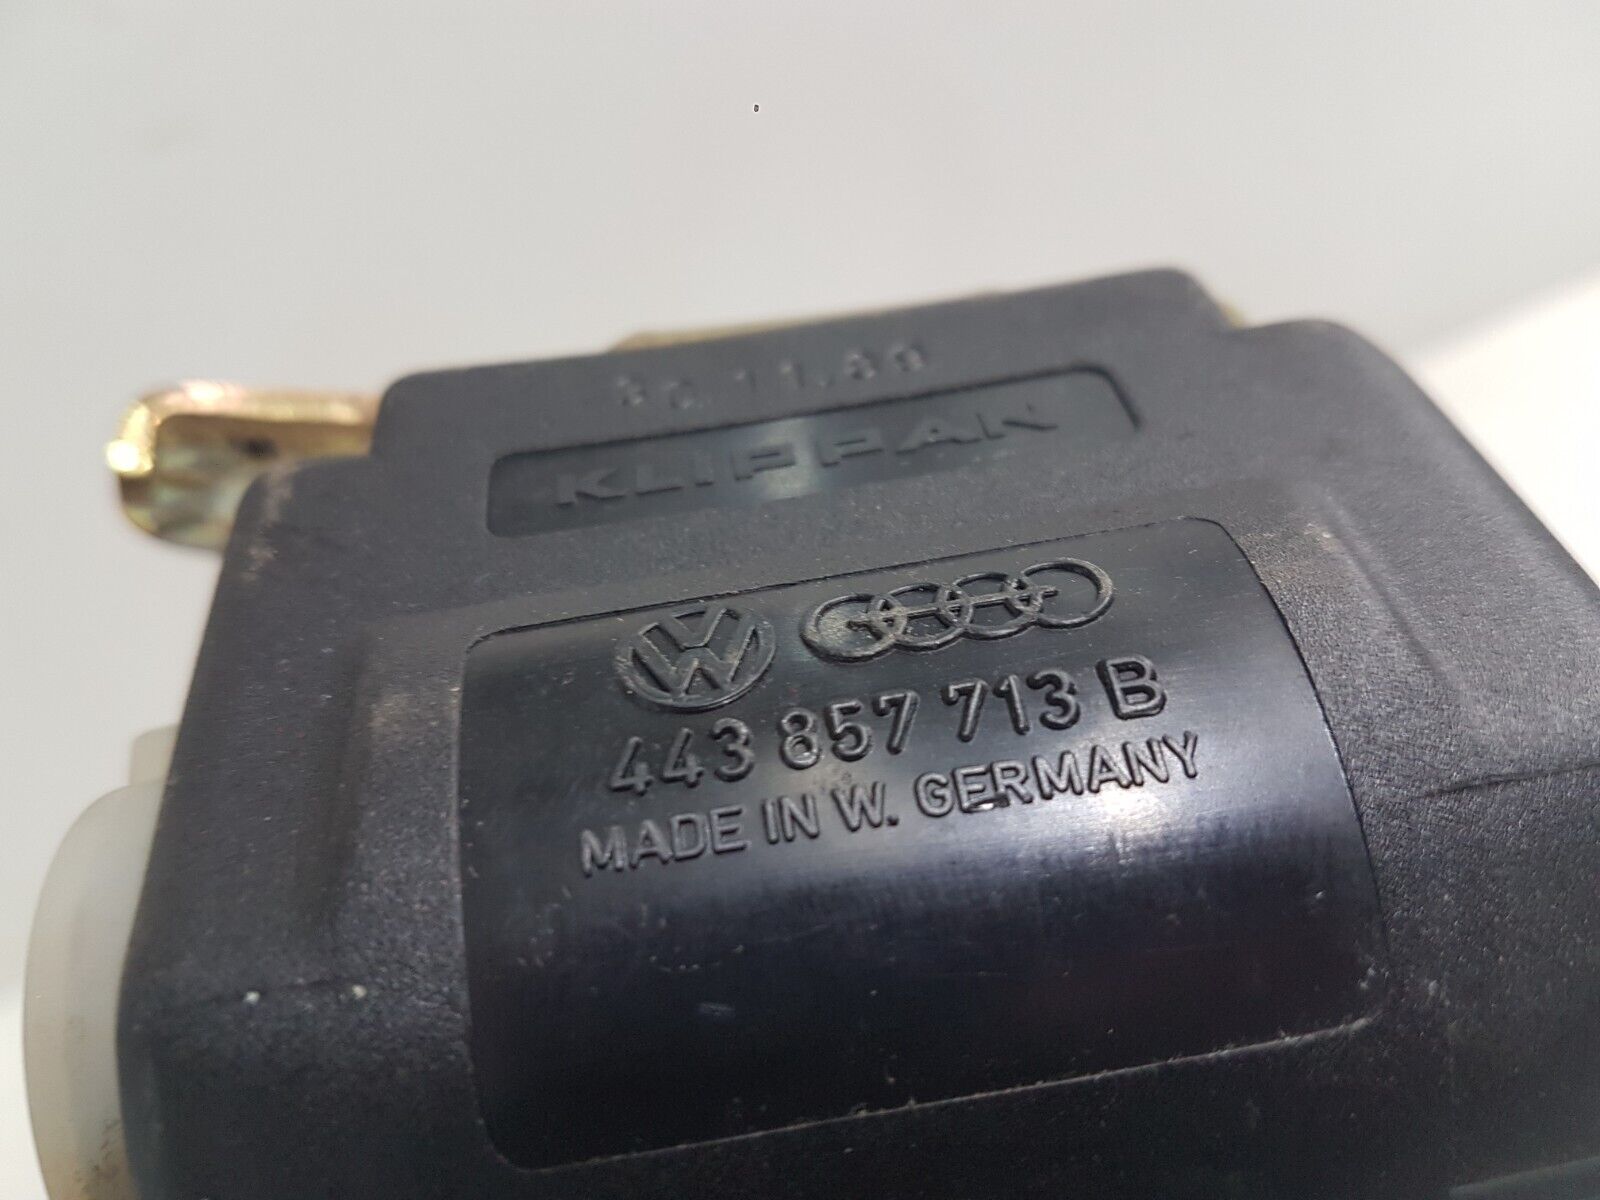 KLIPPAN
443 857 713 B
MADE IN W. GERMANY